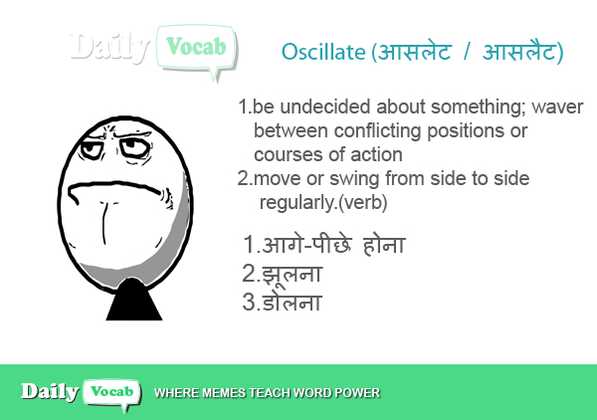 Daily Vocab
Oscillate (आसलेट / आसलैट)
1.be undecided about something; waver
between conflicting positions or
courses of action
2.move or swing from side to side
regularly.(verb)
1.आगे-पीछे होना
2.झूलना
3.डोलना
Daily Vocab WHERE MEMES TEACH WORD POWER